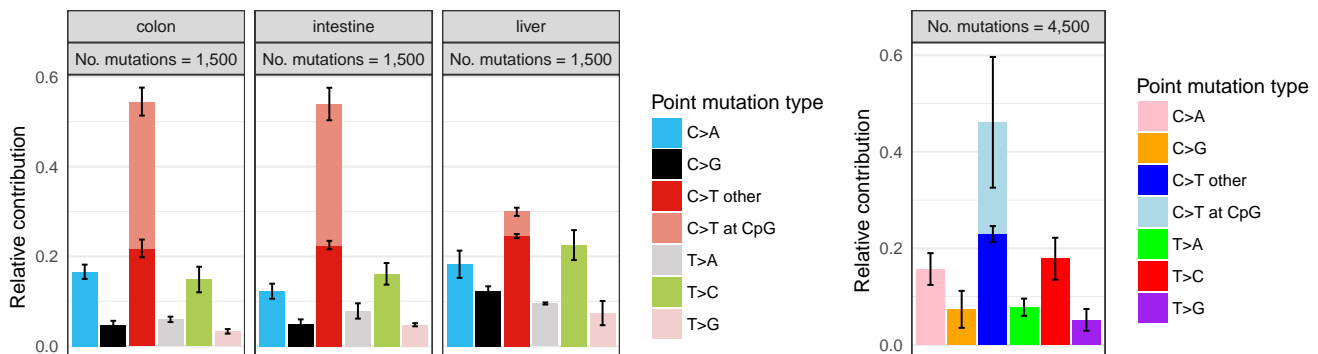 colon
intestine
liver
No. mutations = 1,500
No. mutations = 1,500
No. mutations = 1,500
Relative contribution
0.6
0.4
0.2
0.0
Point mutation type
C>A
C>G
C>T other
C>T at CpG
T>A
T>C
T>G
No. mutations = 4,500
Relative contribution
0.6
0.4
0.2
0.0
Point mutation type
C>A
C>G
C>T other
C>T at CpG
T>A
T>C
T>G